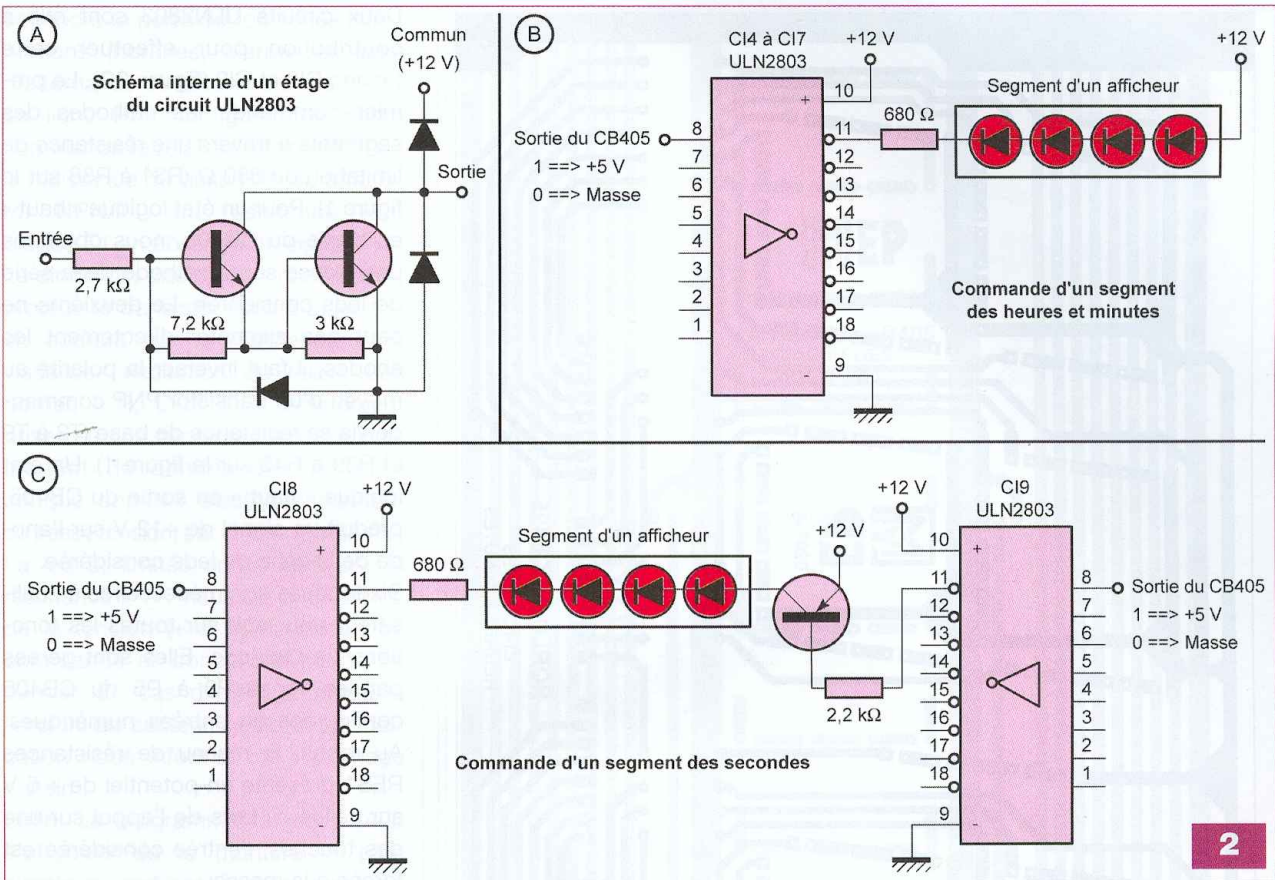 A
Schéma interne d'un étage
du circuit ULN2803
Commun
(+12 V)
Sortie
Entrée
2,7 kΩ
7,2 kΩ
3 kΩ
B
CI4 à CI7
ULN2803
+12 V
+12 V
Segment d'un afficheur
680 Ω
Sortie du CB405
1 ==> +5 V
0 ==> Masse
+
10
8
7
6
5
4
3
2
1
11
12
13
14
15
16
17
18
-
9
Commande d'un segment
des heures et minutes
C
CI8
ULN2803
+12 V
+
10
Sortie du CB405
1 ==> +5 V
0 ==> Masse
8
7
6
5
4
3
2
1
11
12
13
14
15
16
17
18
-
9
680 Ω
Segment d'un afficheur
+12 V
2,2 kΩ
+12 V
CI9
ULN2803
10
+
11
12
13
14
15
16
17
18
9
-
8
7
6
5
4
3
2
1
Sortie du CB405
1 ==> +5 V
0 ==> Masse
Commande d'un segment des secondes
2